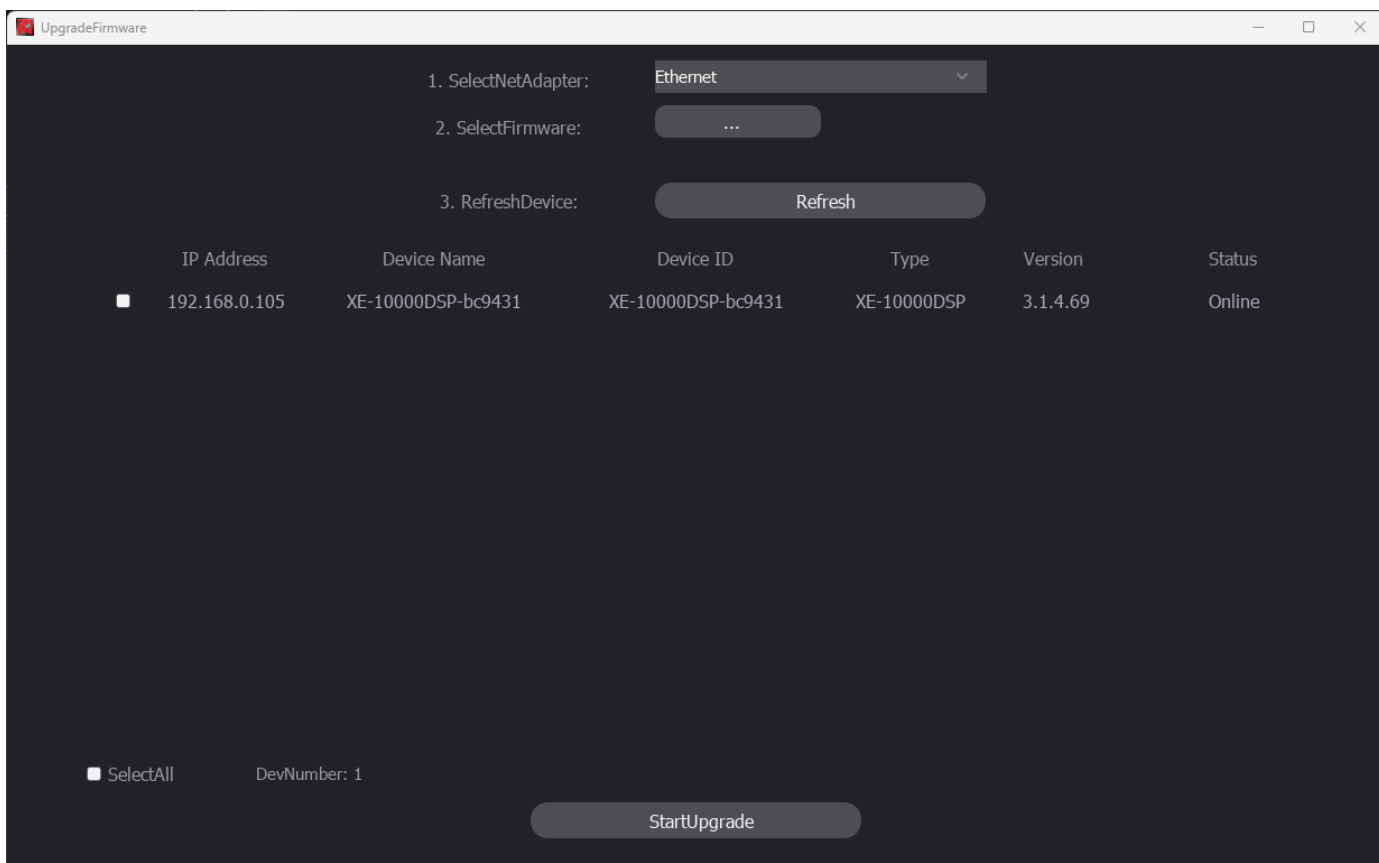 UpgradeFirmware
1. SelectNetAdapter: Ethernet
2. SelectFirmware: ...
3. RefreshDevice: Refresh
IP Address Device Name Device ID Type Version Status
192.168.0.105 XE-10000DSP-bc9431 XE-10000DSP-bc9431 XE-10000DSP 3.1.4.69 Online
SelectAll DevNumber: 1
StartUpgrade